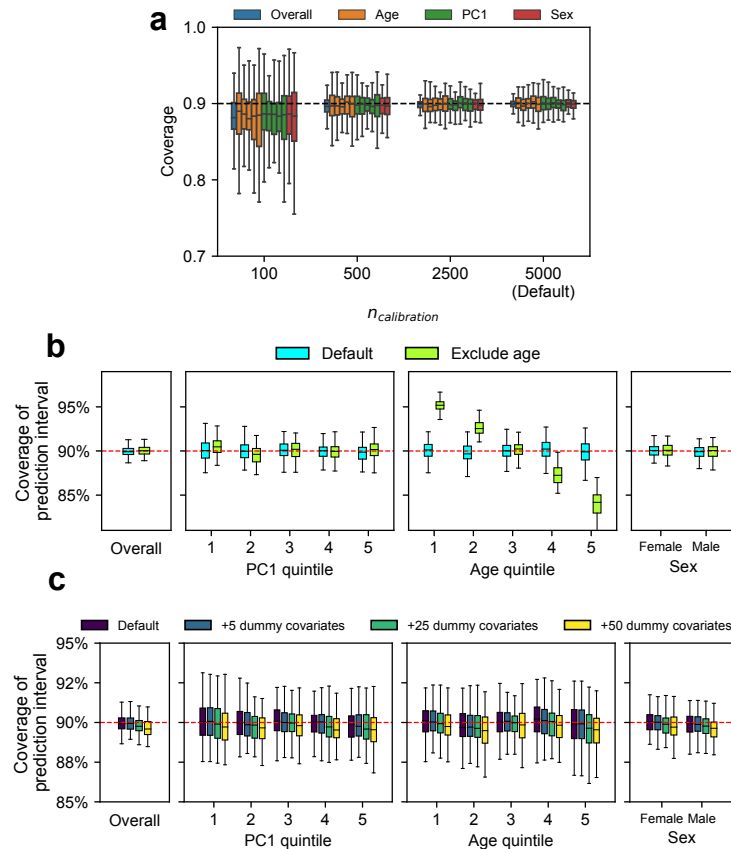 a
Overall Age PC1 Sex
1.0
0.9
0.8
0.7
Coverage
100 500 2500 5000
(Default)
n_calibration
b
Default Exclude age
Coverage of
prediction interval
95%
90%
85%
Overall
1 2 3 4 5
PC1 quintile
1 2 3 4 5
Age quintile
Female Male
Sex
c
Default +5 dummy covariates +25 dummy covariates +50 dummy covariates
Coverage of
prediction interval
95%
92%
90%
88%
85%
Overall
1 2 3 4 5
PC1 quintile
1 2 3 4 5
Age quintile
Female Male
Sex